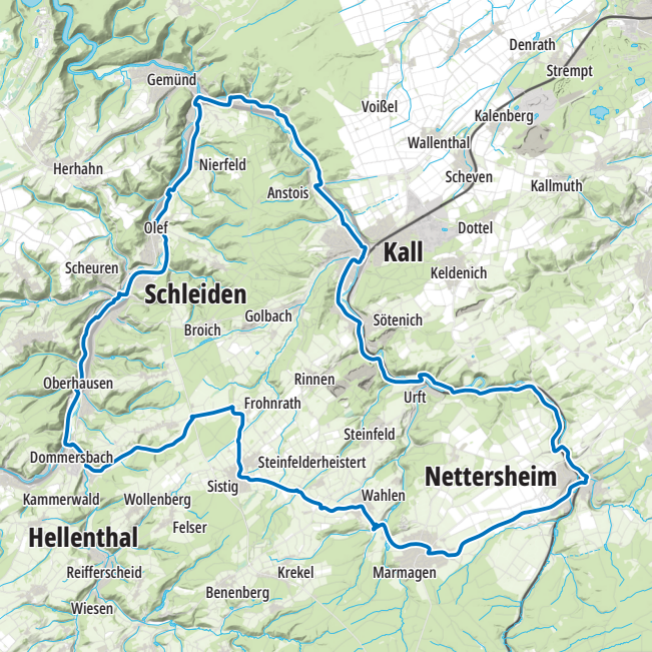 Denrath
Strempt
Gemünd
Voißel
Kalenberg
Wallenthal
Nierfeld
Herhahn
Scheven
Kallmuth
Anstois
Olef
Dottel
Kall
Scheuren
Keldenich
Schleiden
Golbach
Sötenich
Broich
Rinnen
Oberhausen
Urft
Frohnrath
Steinfeld
Dommersbach
Steinfelderheistert
Nettersheim
Sistig
Kammerwald
Wollenberg
Wahlen
Felser
Hellenthal
Reifferscheid
Krekel
Marmagen
Benenberg
Wiesen